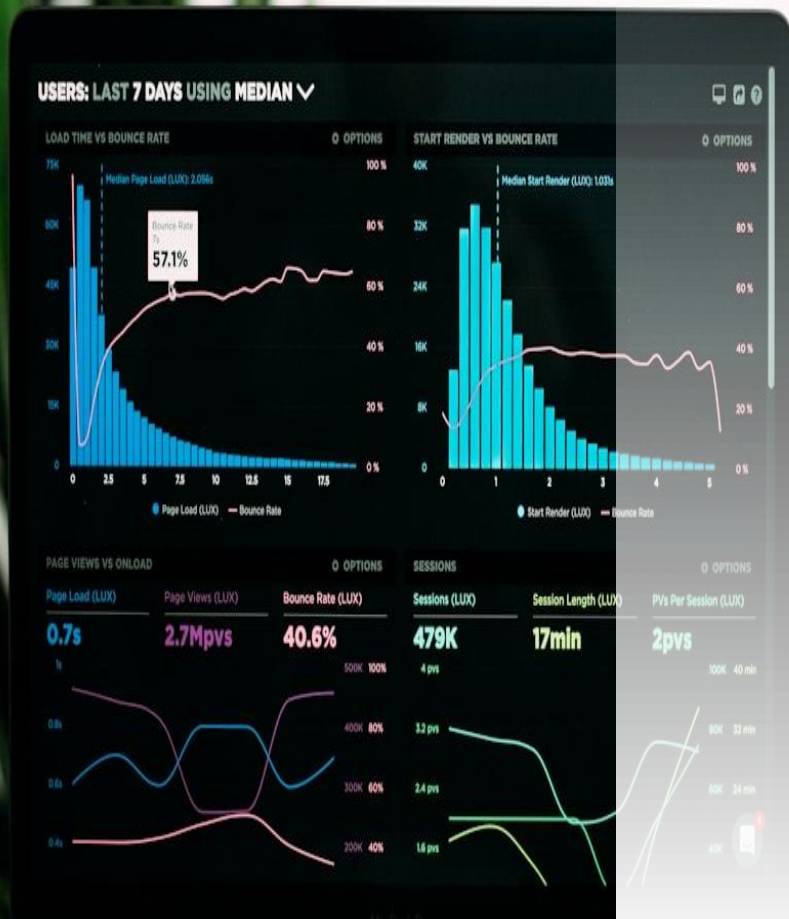 USERS: LAST 7 DAYS USING MEDIAN
LOAD TIME VS BOUNCE RATE
OPTIONS
75K
60K
45K
30K
15K
0
100%
80%
60%
40%
20%
0%
Median Page Load (LUX): 2.056s
Bounce Rate
7s
57.1%
0 2.5 5 7.5 10 12.5 15 17.5
Page Load (LUX) Bounce Rate
START RENDER VS BOUNCE RATE
OPTIONS
40K
32K
24K
16K
8K
0
100%
80%
60%
40%
20%
0%
Median Start Render (LUX): 1.031s
0 1 2 3 4 5
Start Render (LUX) Bounce Rate
PAGE VIEWS VS ONLOAD
OPTIONS
Page Load (LUX) Page Views (LUX) Bounce Rate (LUX)
0.7s 2.7Mpvs 40.6%
1s 500K 100%
0.8s 400K 80%
0.6s 300K 60%
0.4s 200K 40%
SESSIONS
OPTIONS
Sessions (LUX) Session Length (LUX) PVs Per Session (LUX)
479K 17min 2pvs
4 pvs 100K 40 min
3.2 pvs 80K 32 min
2.4 pvs 60K 24 min
1.6 pvs 40K